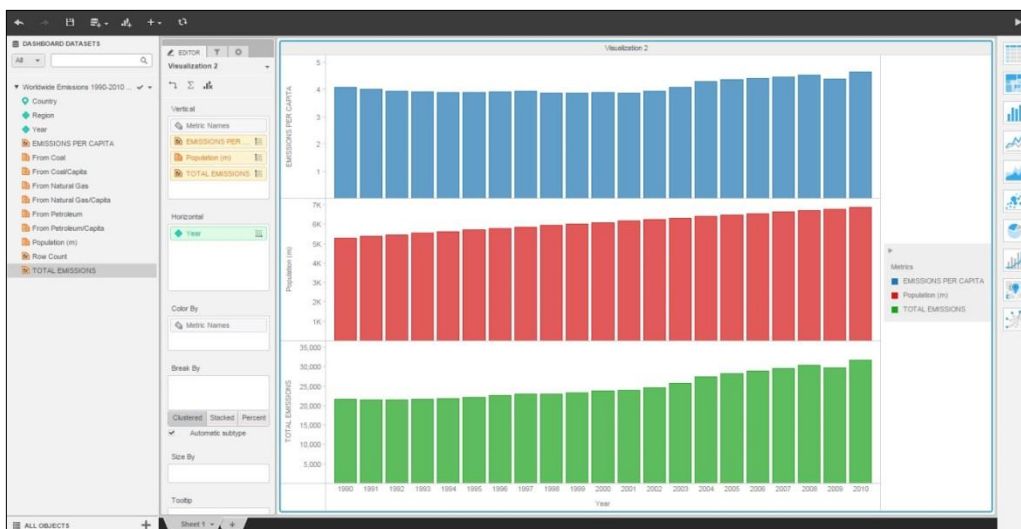 DASHBOARD DATASETS
All
Worldwide Emissions 1990-2010 ...
Country
Region
Year
EMISSIONS PER CAPITA
From Coal
From Coal/Capita
From Natural Gas
From Natural Gas/Capita
From Petroleum
From Petroleum/Capita
Population (m)
Row Count
TOTAL EMISSIONS
ALL OBJECTS
EDITOR
Visualization 2
Vertical
Metric Names
EMISSIONS PER ...
Population (m)
TOTAL EMISSIONS
Horizontal
Year
Color By
Metric Names
Break By
Clustered Stacked Percent
Automatic subtype
Size By
Tooltip
Sheet 1
Visualization 2
EMISSIONS PER CAPITA
5
4
3
2
1
Population (m)
7K
6K
5K
4K
3K
2K
1K
TOTAL EMISSIONS
35,000
30,000
25,000
20,000
15,000
10,000
5,000
1990 1991 1992 1993 1994 1995 1996 1997 1998 1999 2000 2001 2002 2003 2004 2005 2006 2007 2008 2009 2010
Year
Metrics
EMISSIONS PER CAPITA
Population (m)
TOTAL EMISSIONS